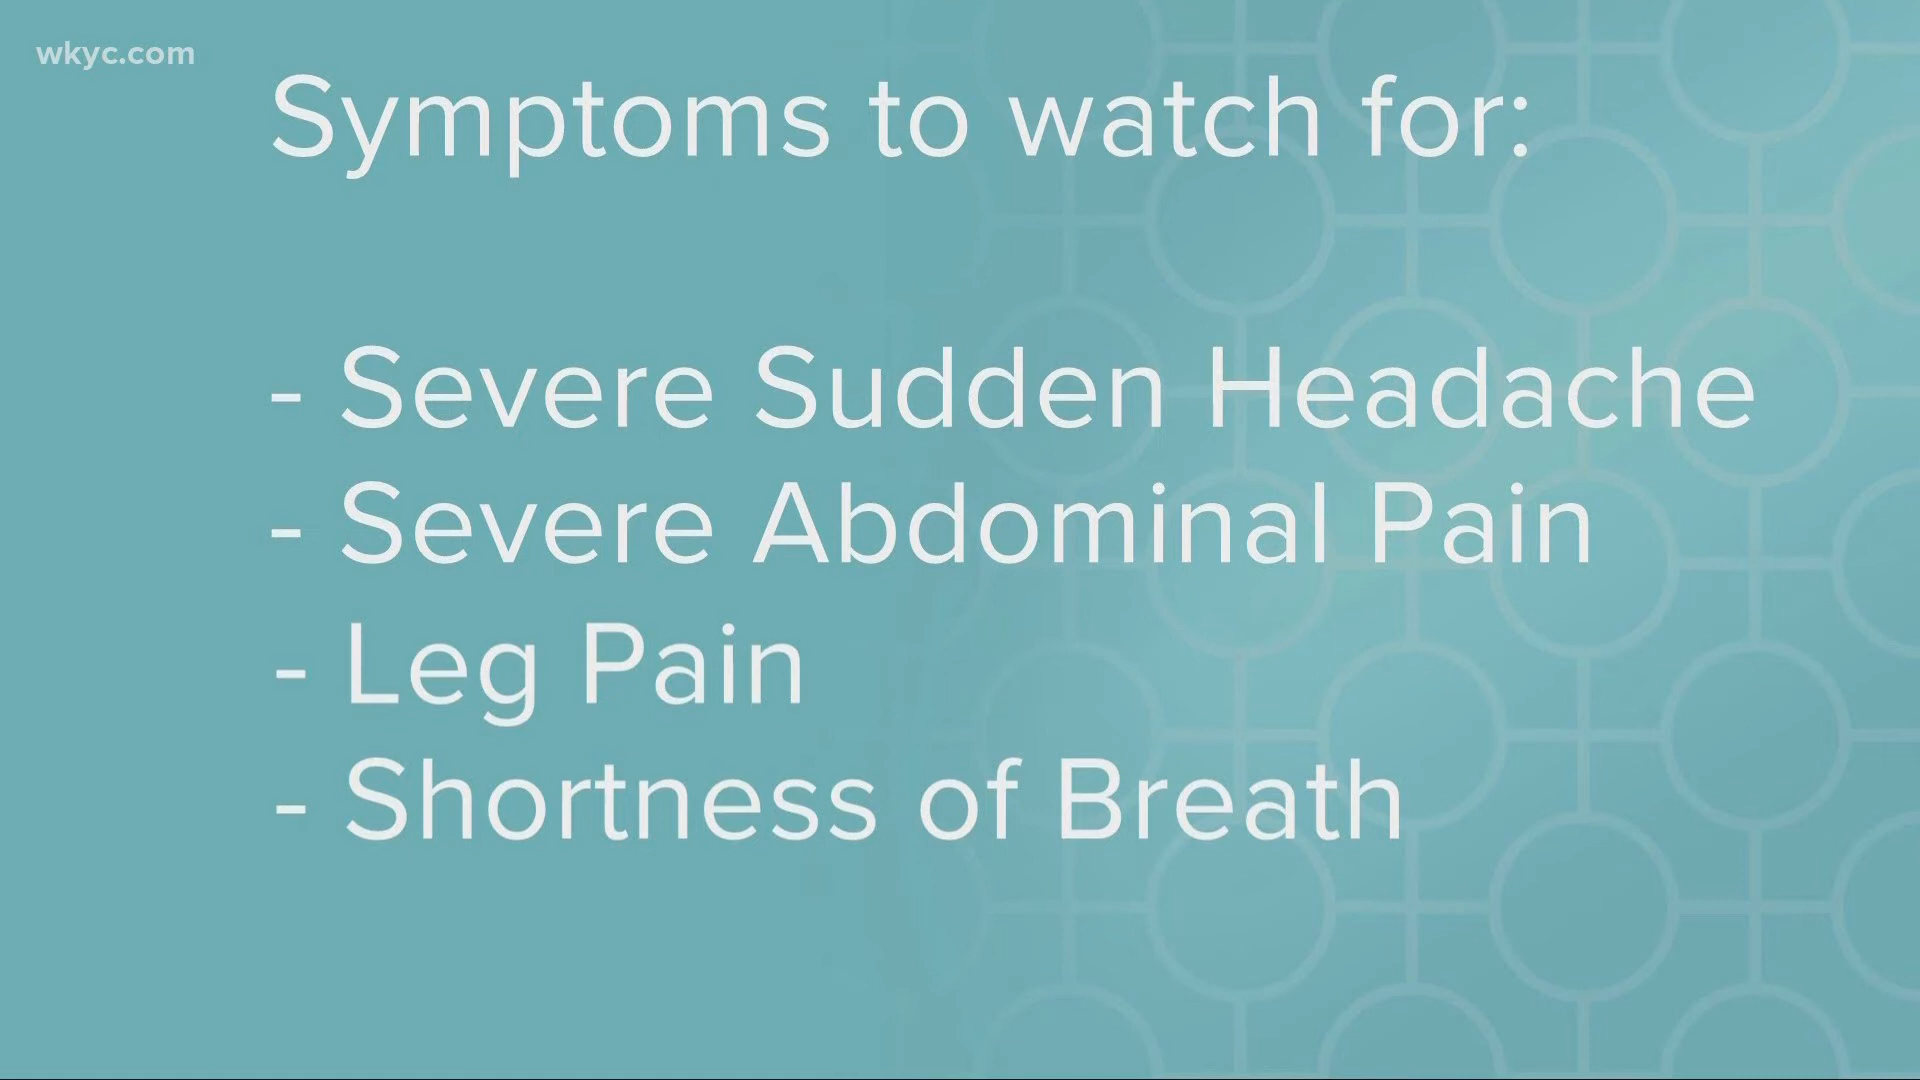 wkyc.com
Symptoms to watch for:
- Severe Sudden Headache
- Severe Abdominal Pain
- Leg Pain
- Shortness of Breath